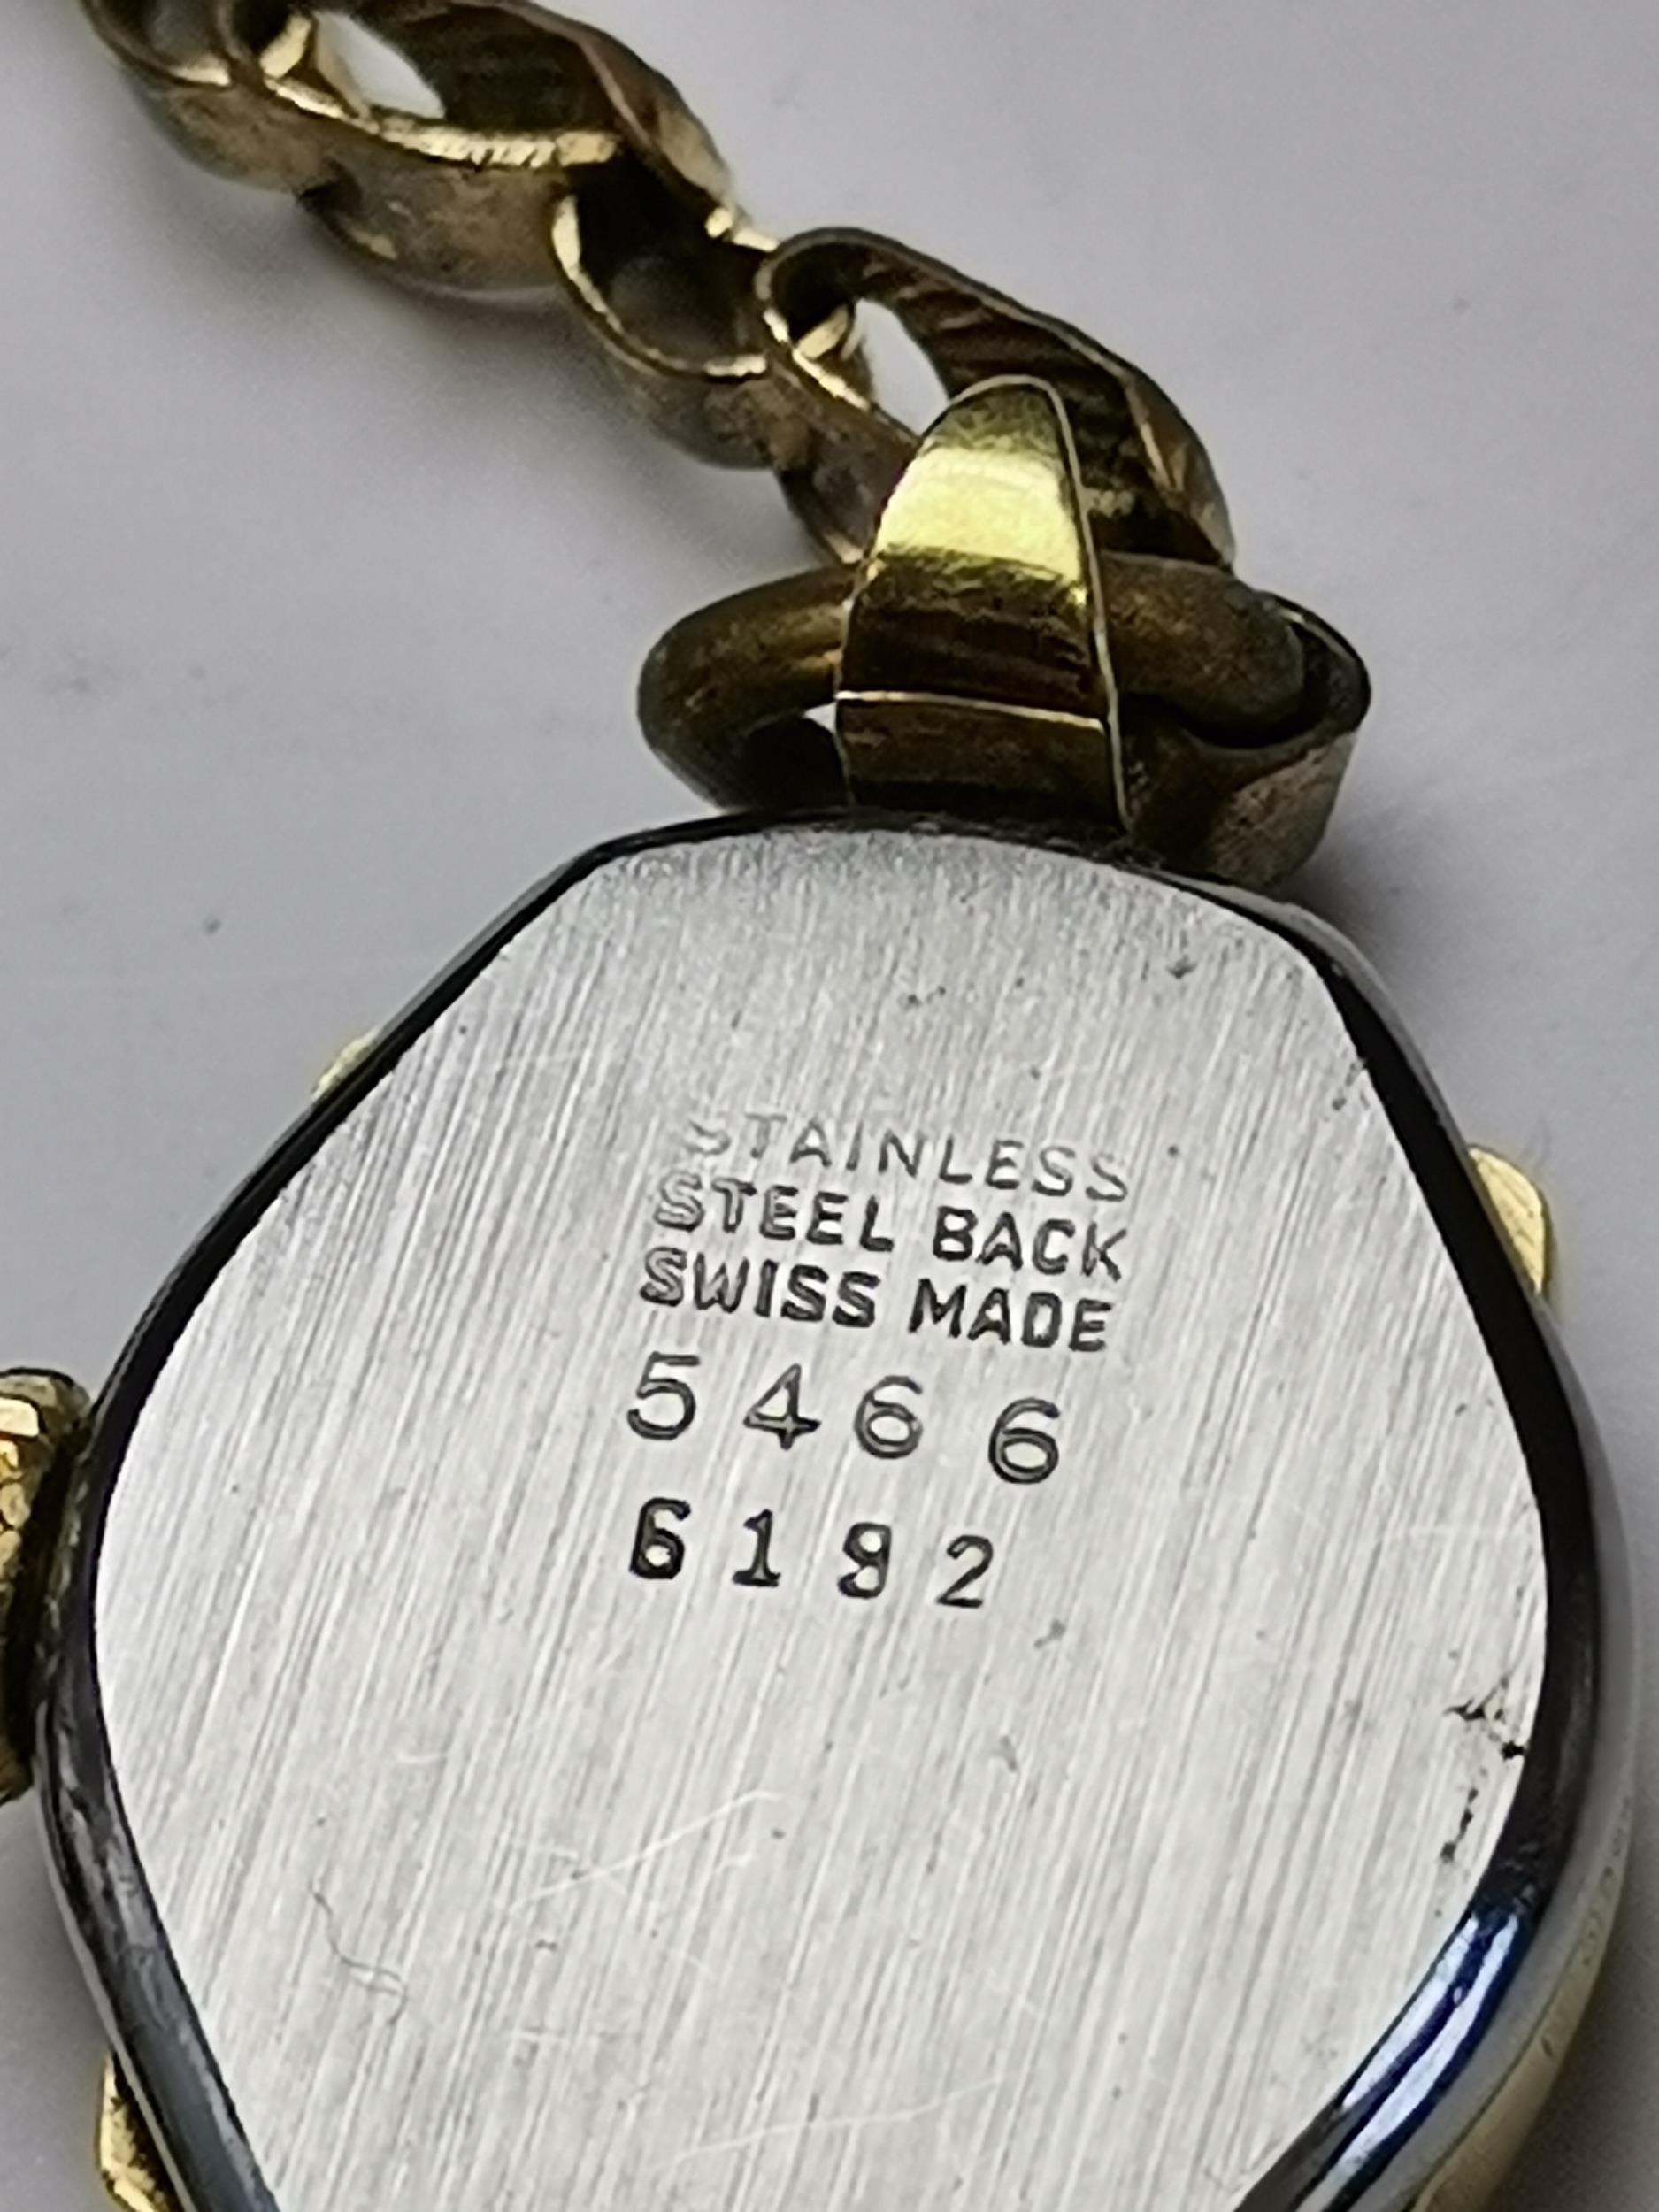 STAINLESS
STEEL BACK
SWISS MADE
5466
6192